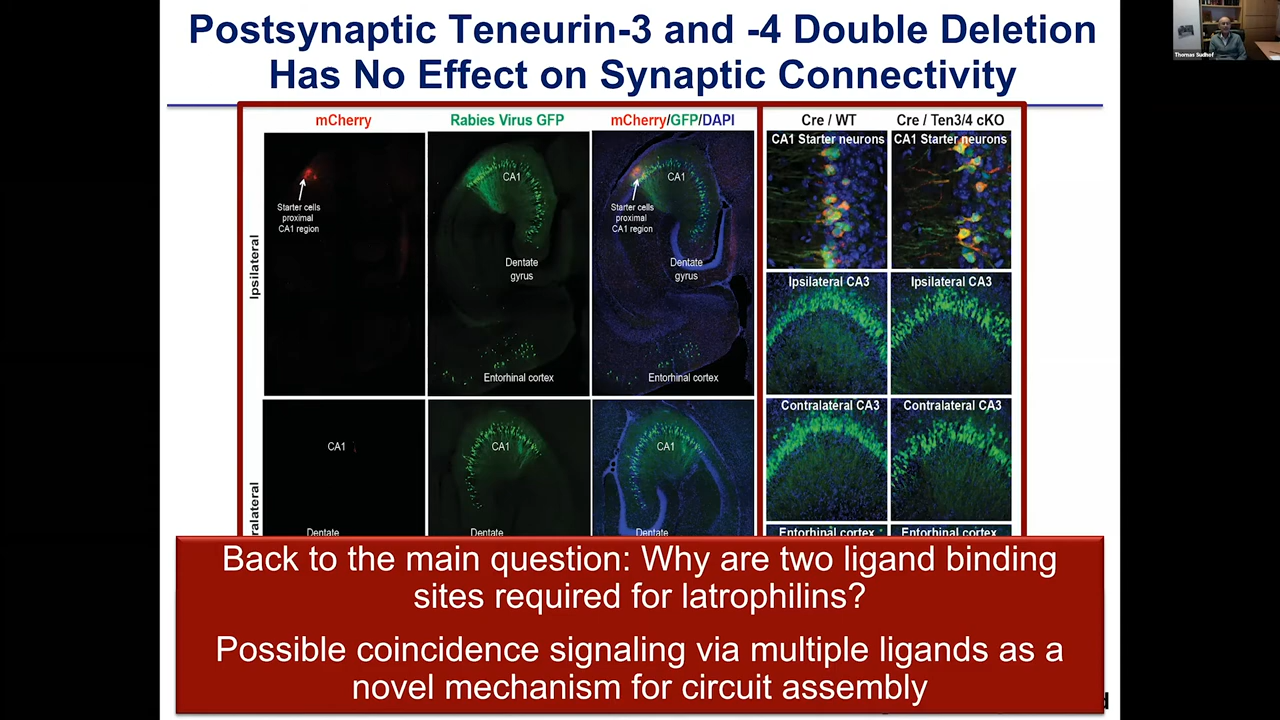 Postsynaptic Teneurin-3 and -4 Double Deletion
Has No Effect on Synaptic Connectivity
Thomas Sudhof
mCherry
Rabies Virus GFP
mCherry/GFP/DAPI
Cre / WT
Cre / Ten3/4 cKO
CA1 Starter neurons
CA1 Starter neurons
Ipsilateral
Starter cells
proximal
CA1 region
CA1
Dentate
gyrus
Entorhinal cortex
Starter cells
proximal
CA1 region
CA1
Dentate
gyrus
Entorhinal cortex
Ipsilateral CA3
Ipsilateral CA3
Contralateral CA3
Contralateral CA3
ralateral
CA1
Dentate
CA1
Dentate
CA1
Dentate
Entorhinal cortex
Entorhinal cortex
Back to the main question: Why are two ligand binding
sites required for latrophilins?
Possible coincidence signaling via multiple ligands as a
novel mechanism for circuit assembly